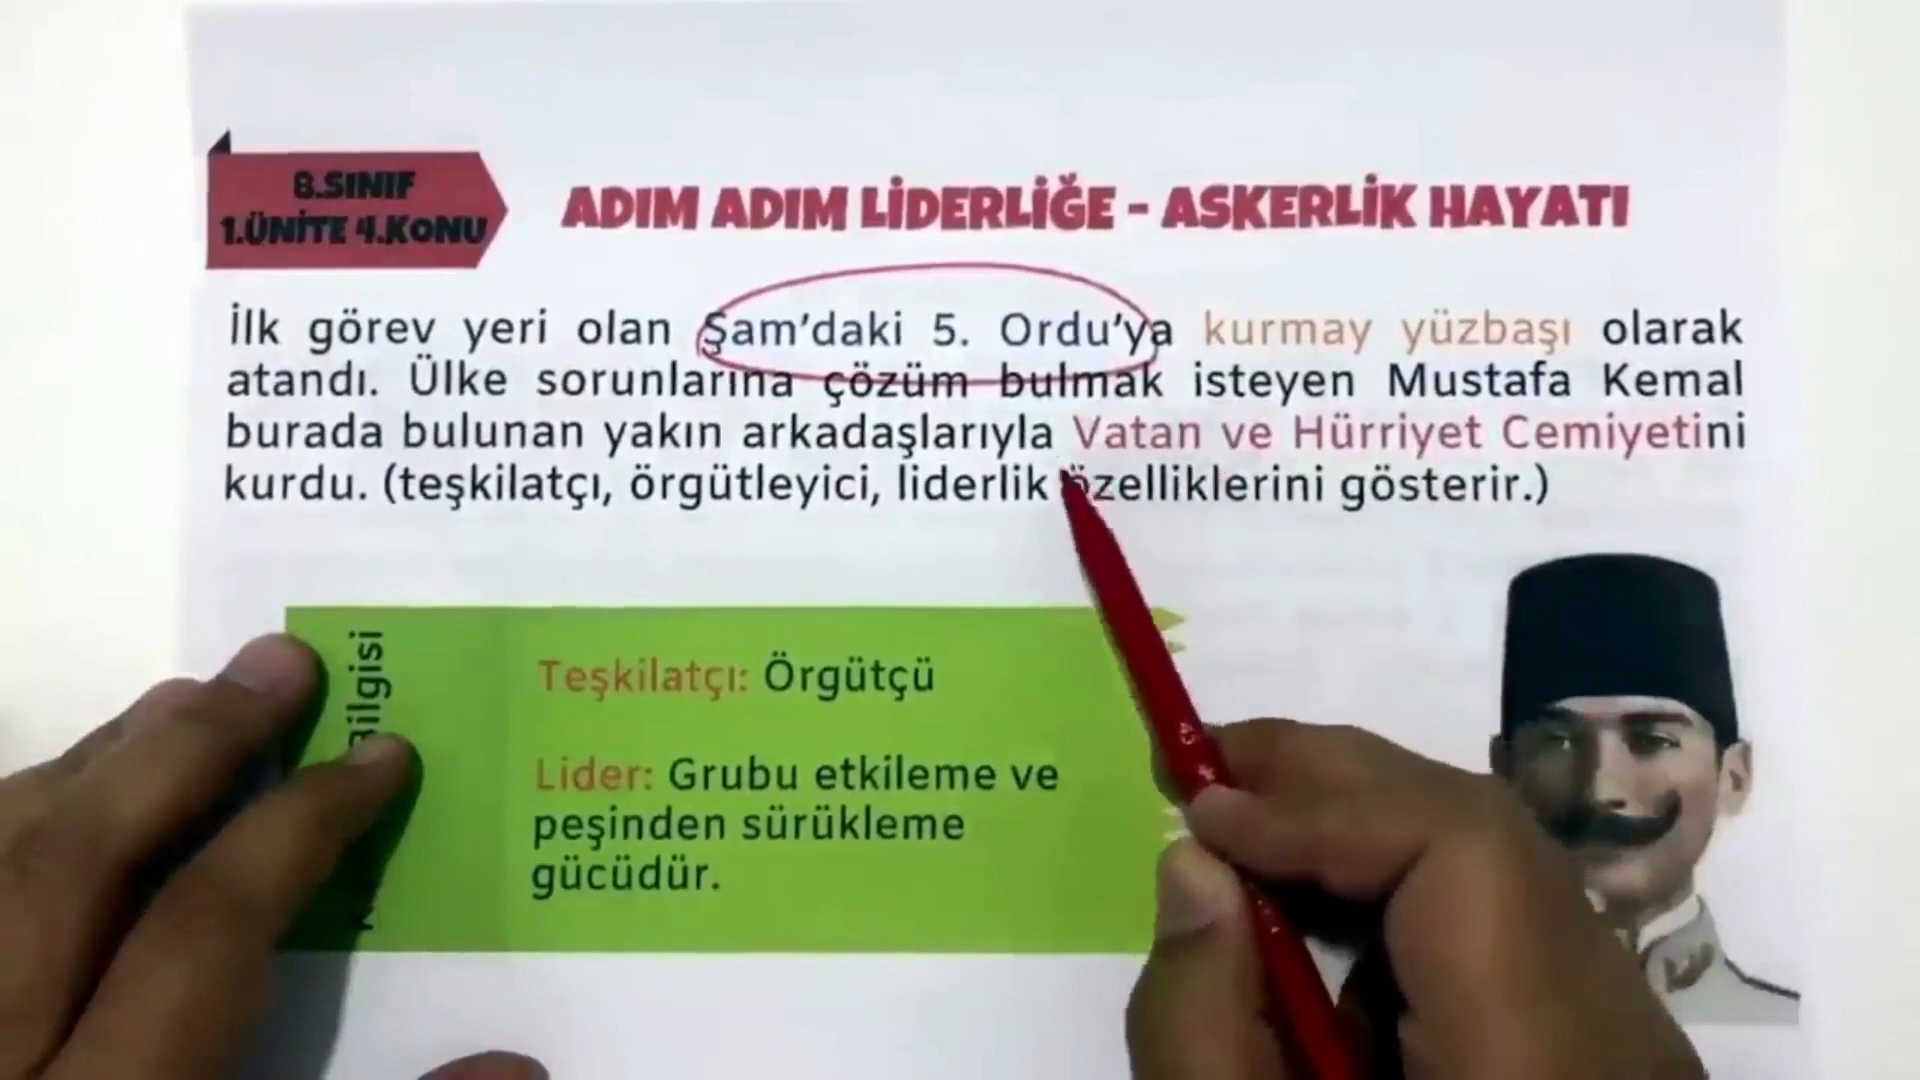 8.SINIF
1.ÜNİTE 4.KONU
ADIM ADIM LİDERLİĞE - ASKERLİK HAYATI
İlk görev yeri olan Şam'daki 5. Ordu'ya kurmay yüzbaşı olarak
atandı. Ülke sorunlarına çözüm bulmak isteyen Mustafa Kemal
burada bulunan yakın arkadaşlarıyla Vatan ve Hürriyet Cemiyetini
kurdu. (teşkilatçı, örgütleyici, liderlik özelliklerini gösterir.)
Bilgisi
Teşkilatçı: Örgütçü
Lider: Grubu etkileme ve
peşinden sürükleme
gücüdür.